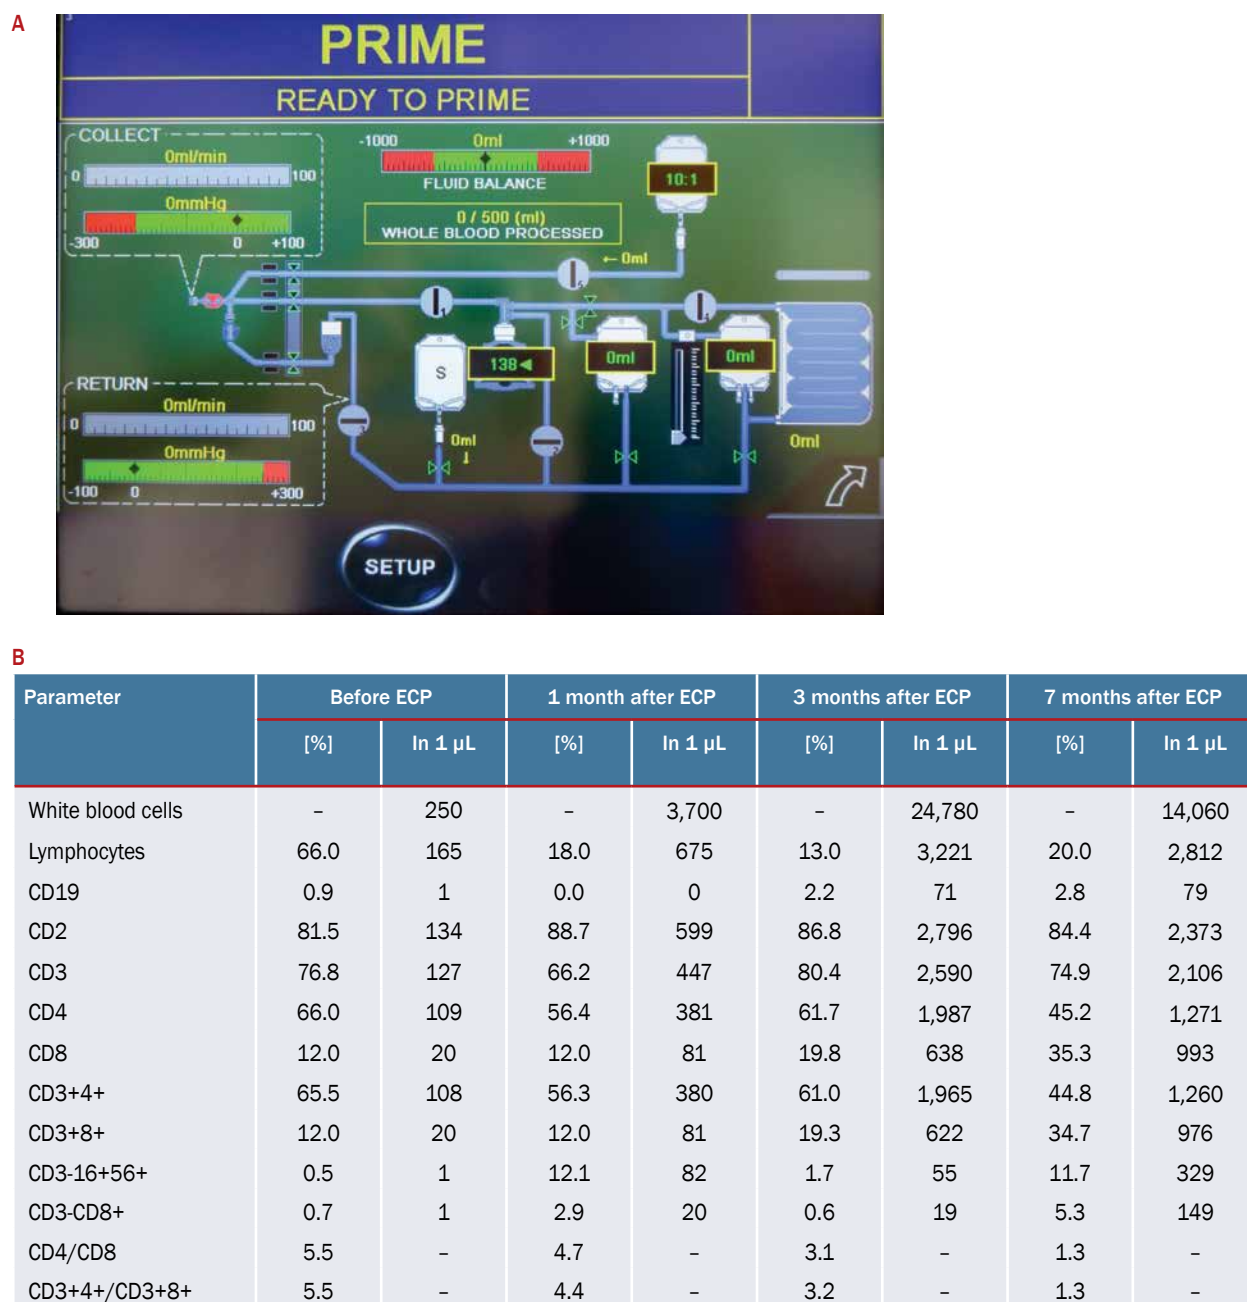 A
PRIME
READY TO PRIME
COLLECT
0ml/min
0 100
0mmHg
-300 0 +100
-1000 0ml +1000
FLUID BALANCE
0 / 500 (ml)
WHOLE BLOOD PROCESSED
10:1
← 0ml
5
1
4
S
138◄
0ml
0ml
RETURN
0ml/min
0 100
0mmHg
-100 0 +300
3
0ml
↓
2
0ml
SETUP
B
Parameter Before ECP 1 month after ECP 3 months after ECP 7 months after ECP
[%] In 1 µL [%] In 1 µL [%] In 1 µL [%] In 1 µL
White blood cells – 250 – 3,700 – 24,780 – 14,060
Lymphocytes 66.0 165 18.0 675 13.0 3,221 20.0 2,812
CD19 0.9 1 0.0 0 2.2 71 2.8 79
CD2 81.5 134 88.7 599 86.8 2,796 84.4 2,373
CD3 76.8 127 66.2 447 80.4 2,590 74.9 2,106
CD4 66.0 109 56.4 381 61.7 1,987 45.2 1,271
CD8 12.0 20 12.0 81 19.8 638 35.3 993
CD3+4+ 65.5 108 56.3 380 61.0 1,965 44.8 1,260
CD3+8+ 12.0 20 12.0 81 19.3 622 34.7 976
CD3-16+56+ 0.5 1 12.1 82 1.7 55 11.7 329
CD3-CD8+ 0.7 1 2.9 20 0.6 19 5.3 149
CD4/CD8 5.5 – 4.7 – 3.1 – 1.3 –
CD3+4+/CD3+8+ 5.5 – 4.4 – 3.2 – 1.3 –